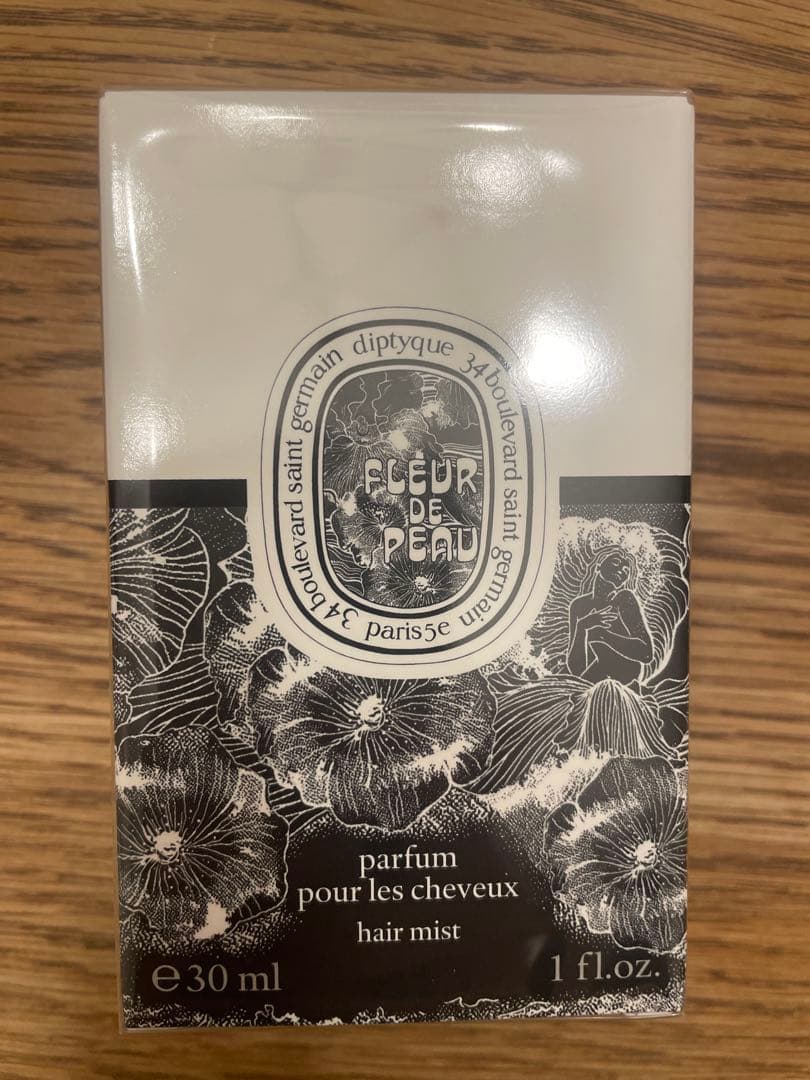 diptyque 34 boulevard saint germain paris5e 34 boulevard saint germain
FLEUR
DE
PEAU
parfum
pour les cheveux
hair mist
℮30 ml
1 fl.oz.